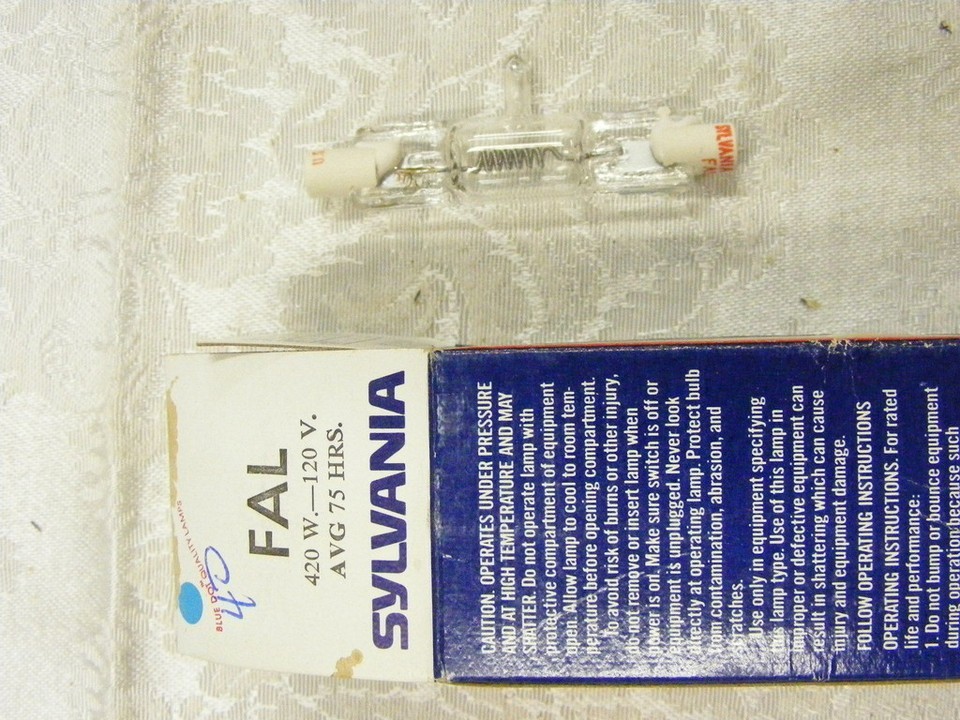 SYLVANIA
BLUE DOT™ QUALITY LAMPS
40
FAL
420 W.—120 V.
AVG 75 HRS.
SYLVANIA
CAUTION. OPERATES UNDER PRESSURE
AND AT HIGH TEMPERATURE AND MAY
SHATTER. Do not operate lamp with
protective compartment of equipment
open. Allow lamp to cool to room tem-
perature before opening compartment.
To avoid risk of burns or other injury,
do not remove or insert lamp when
power is on. Make sure switch is off or
equipment is unplugged. Never look
directly at operating lamp. Protect bulb
from contamination, abrasion, and
scratches.
Use only in equipment specifying
this lamp type. Use of this lamp in
improper or defective equipment can
result in shattering which can cause
injury and equipment damage.
FOLLOW OPERATING INSTRUCTIONS
OPERATING INSTRUCTIONS. For rated
life and performance:
1. Do not bump or bounce equipment
during operation because such